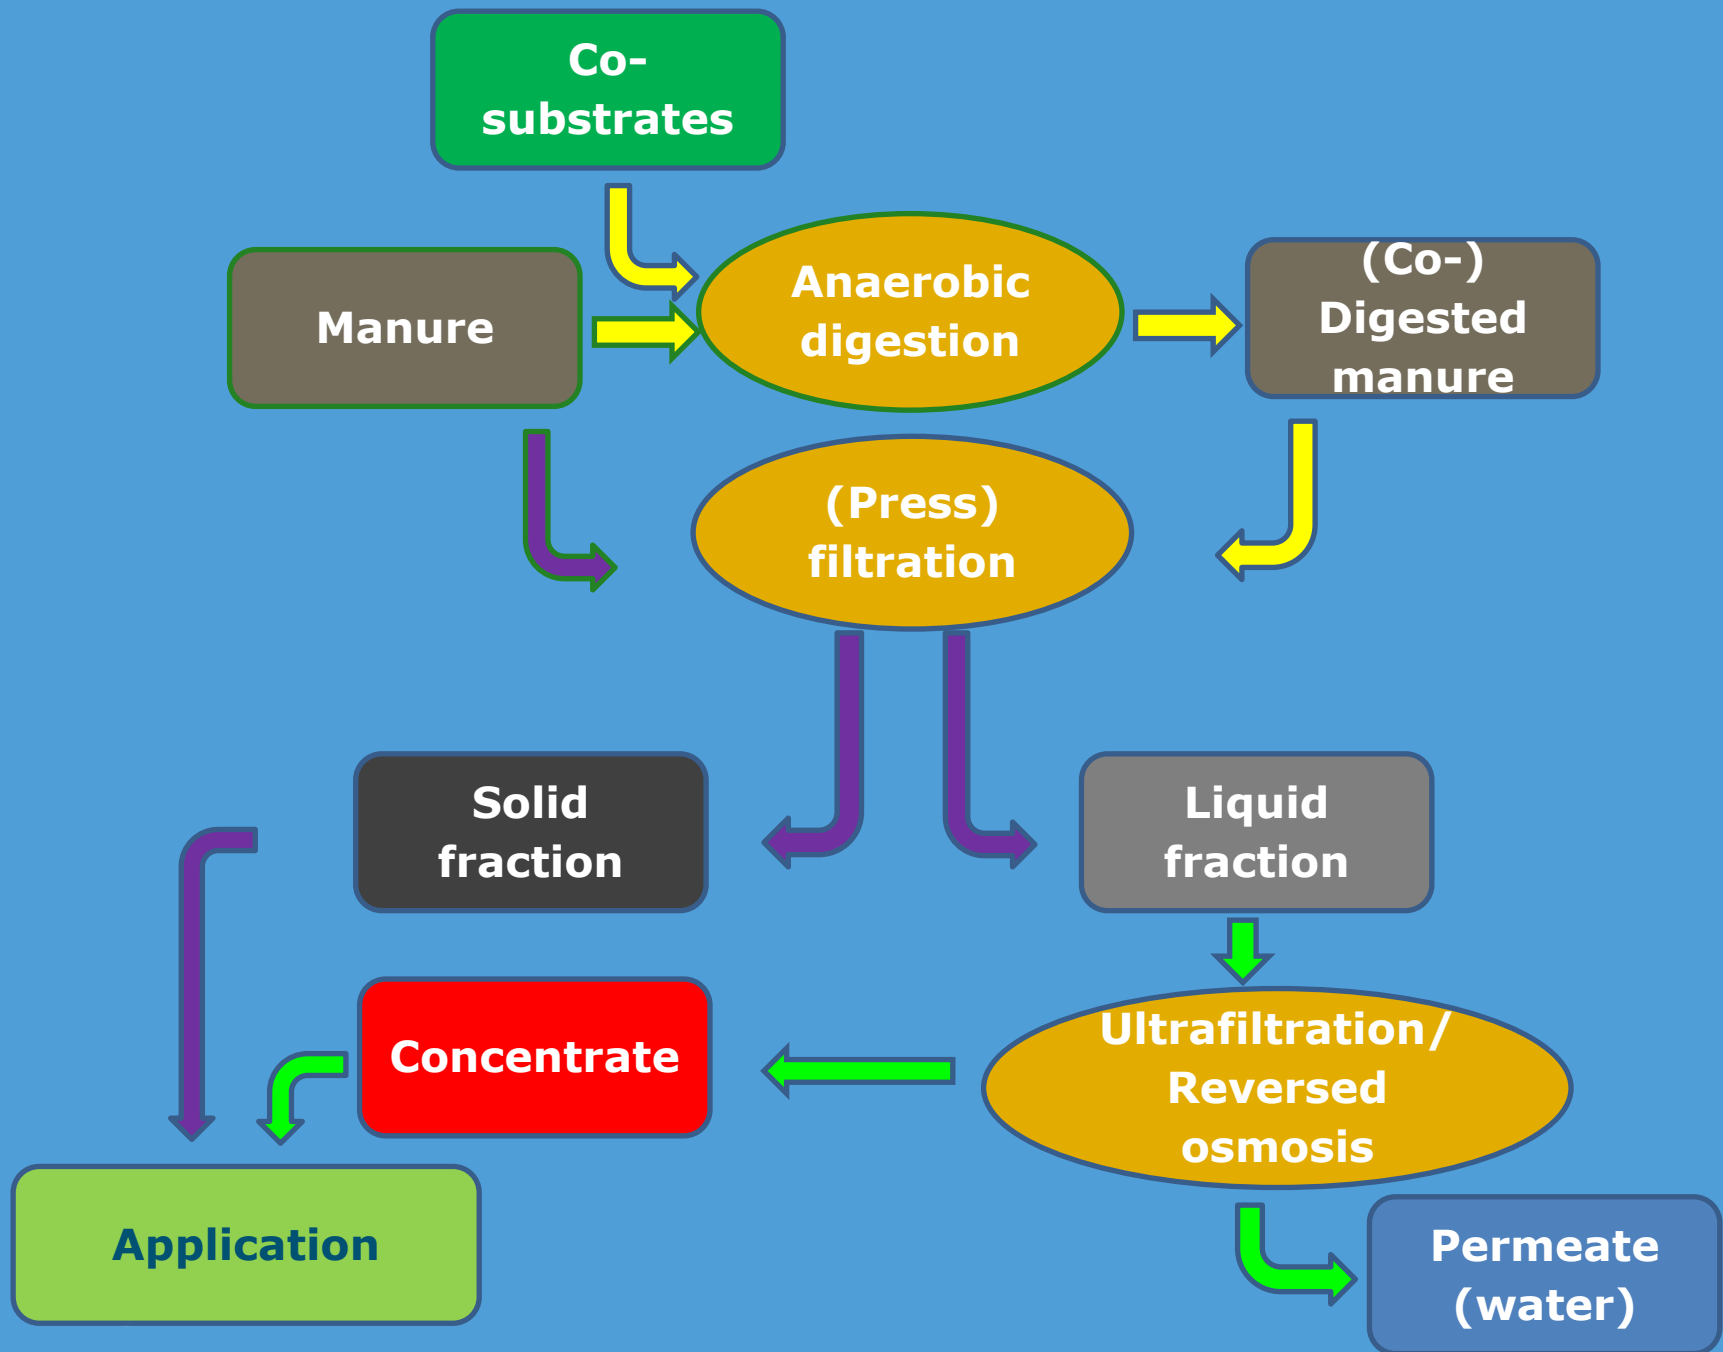 Co-
substrates
Manure
Anaerobic
digestion
(Co-)
Digested
manure
(Press)
filtration
Solid
fraction
Liquid
fraction
Concentrate
Ultrafiltration/
Reversed
osmosis
Application
Permeate
(water)